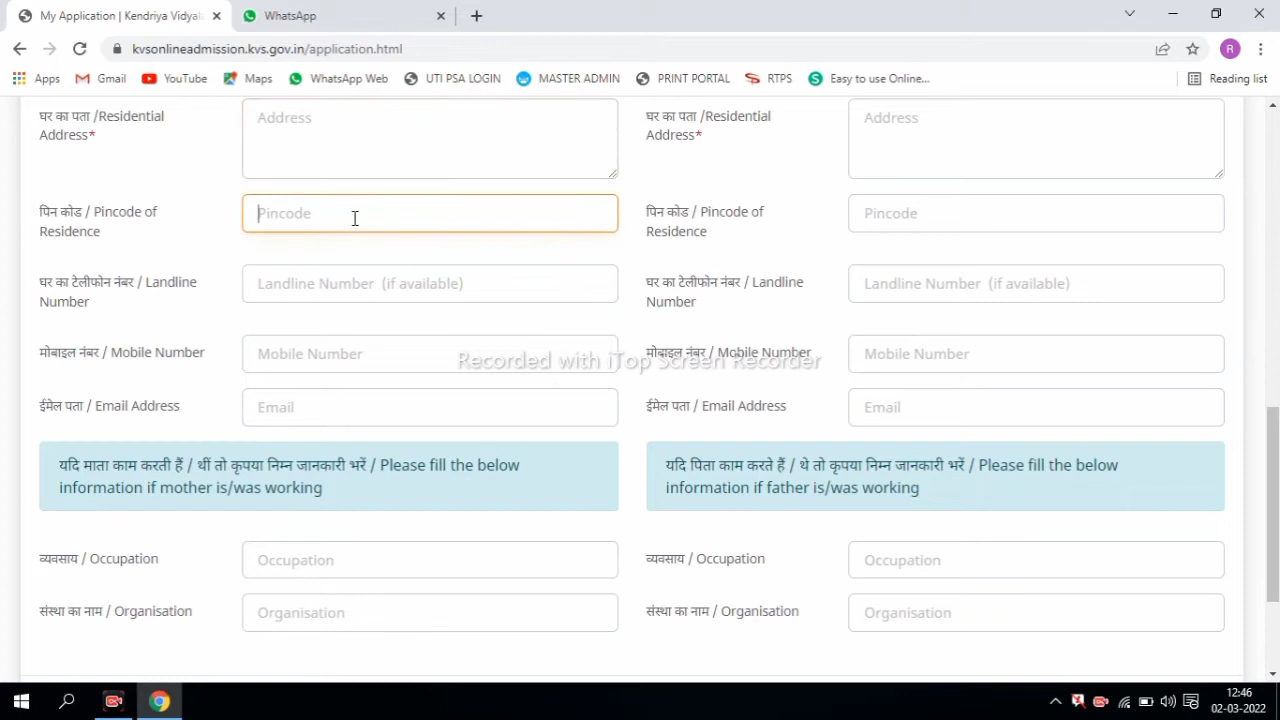 My Application | Kendriya Vidyal
WhatsApp
kvsonlineadmission.kvs.gov.in/application.html
R
Apps
Gmail
YouTube
Maps
WhatsApp Web
UTI PSA LOGIN
MASTER ADMIN
PRINT PORTAL
RTPS
Easy to use Online...
Reading list
घर का पता /Residential
Address*
Address
घर का पता /Residential
Address*
Address
पिन कोड / Pincode of
Residence
Pincode
पिन कोड / Pincode of
Residence
Pincode
घर का टेलीफोन नंबर / Landline
Number
Landline Number (if available)
घर का टेलीफोन नंबर / Landline
Number
Landline Number (if available)
मोबाइल नंबर / Mobile Number
Mobile Number
मोबाइल नंबर / Mobile Number
Mobile Number
Recorded with iTop Screen Recorder
ईमेल पता / Email Address
Email
ईमेल पता / Email Address
Email
यदि माता काम करती हैं / थीं तो कृपया निम्न जानकारी भरें / Please fill the below
information if mother is/was working
यदि पिता काम करते हैं / थे तो कृपया निम्न जानकारी भरें / Please fill the below
information if father is/was working
व्यवसाय / Occupation
Occupation
व्यवसाय / Occupation
Occupation
संस्था का नाम / Organisation
Organisation
संस्था का नाम / Organisation
Organisation
12:46
02-03-2022